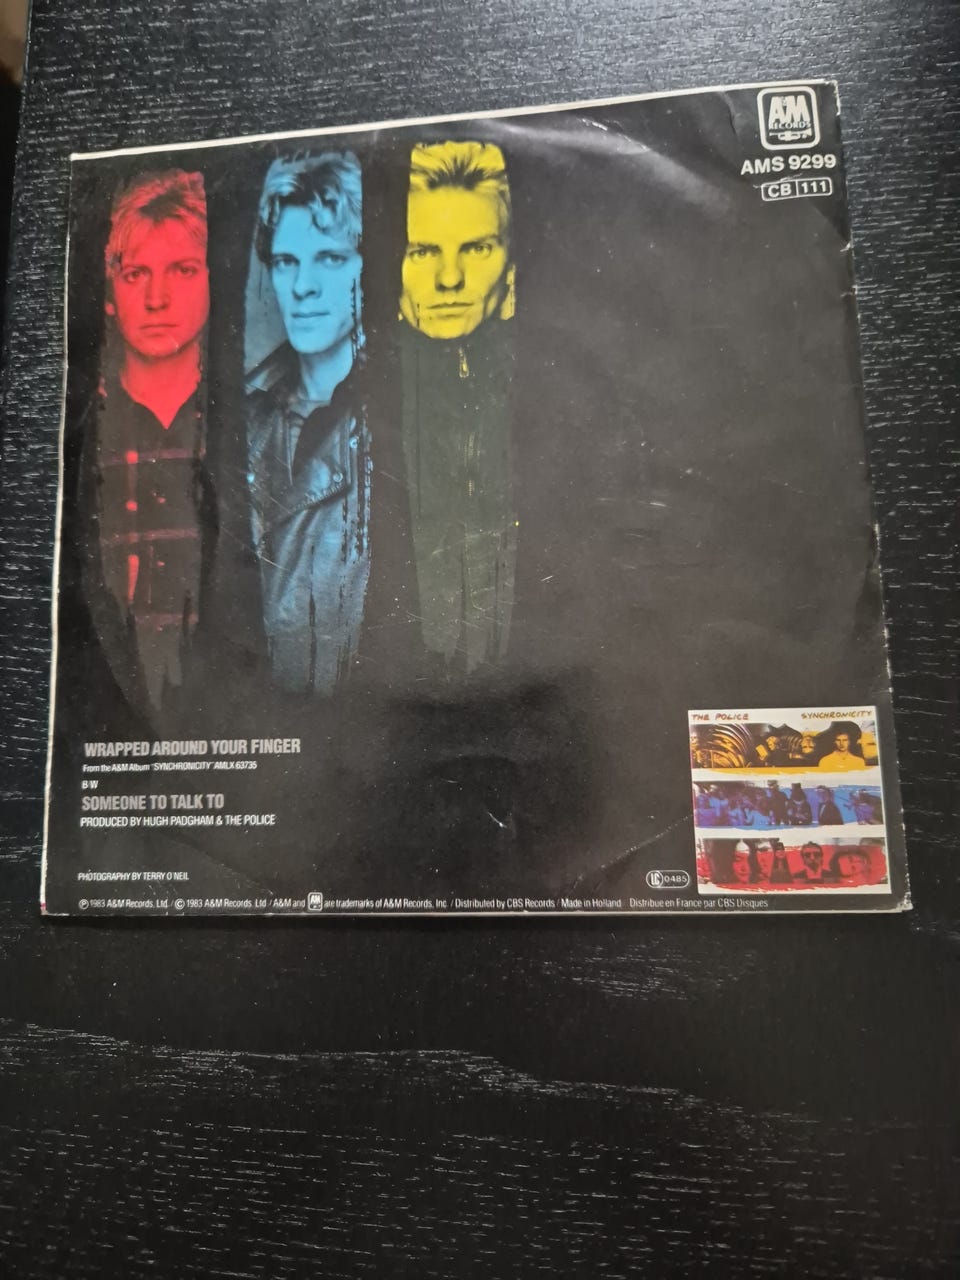 A&M
RECORDS
AMS 9299
CB 111
WRAPPED AROUND YOUR FINGER
From the A&M Album "SYNCHRONICITY" AMLX 63735
B/W
SOMEONE TO TALK TO
PRODUCED BY HUGH PADGHAM & THE POLICE
PHOTOGRAPHY BY TERRY O'NEIL
THE POLICE SYNCHRONICITY
LC 0485
℗ 1983 A&M Records, Ltd. / © 1983 A&M Records, Ltd / A&M and A&M are trademarks of A&M Records, Inc. / Distributed by CBS Records / Made in Holland Distribue en France par CBS Disques